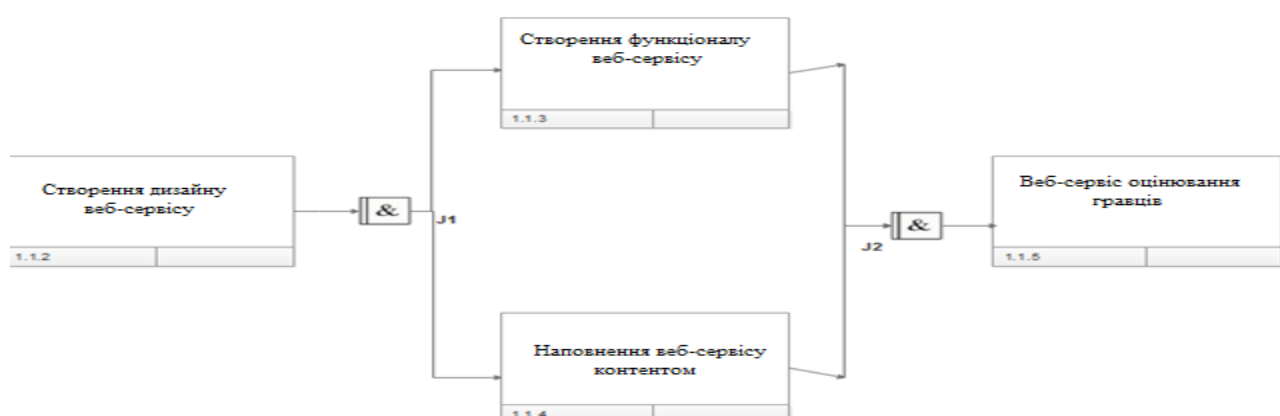 Створення функціоналу
веб-сервісу
1.1.3
Створення дизайну
веб-сервісу
1.1.2
&
J1
J2
&
Веб-сервіс оцінювання
гравців
1.1.5
Наповнення веб-сервісу
контентом
1.1.4